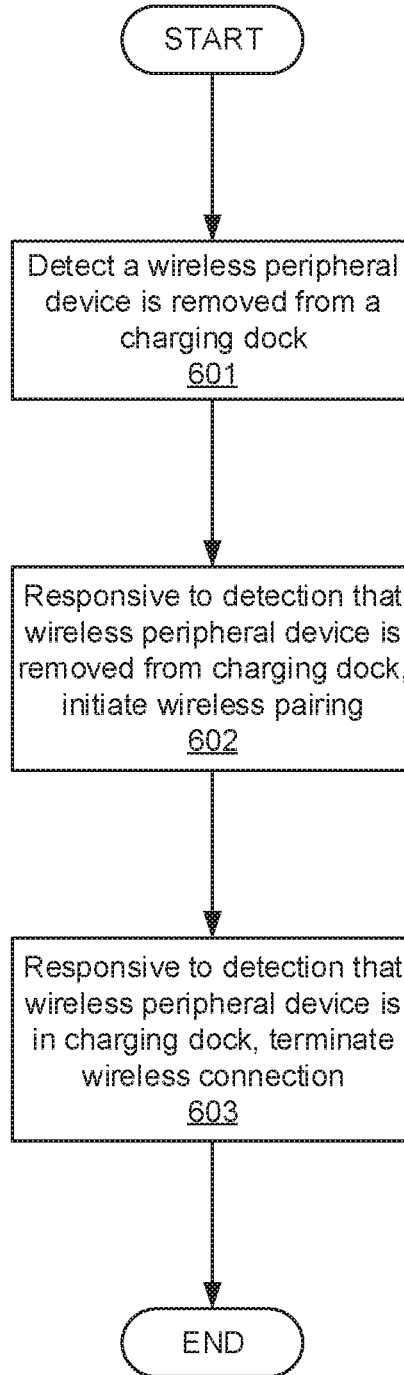 START
Detect a wireless peripheral
device is removed from a
charging dock
601
Responsive to detection that
wireless peripheral device is
removed from charging dock,
initiate wireless pairing
602
Responsive to detection that
wireless peripheral device is
in charging dock, terminate
wireless connection
603
END